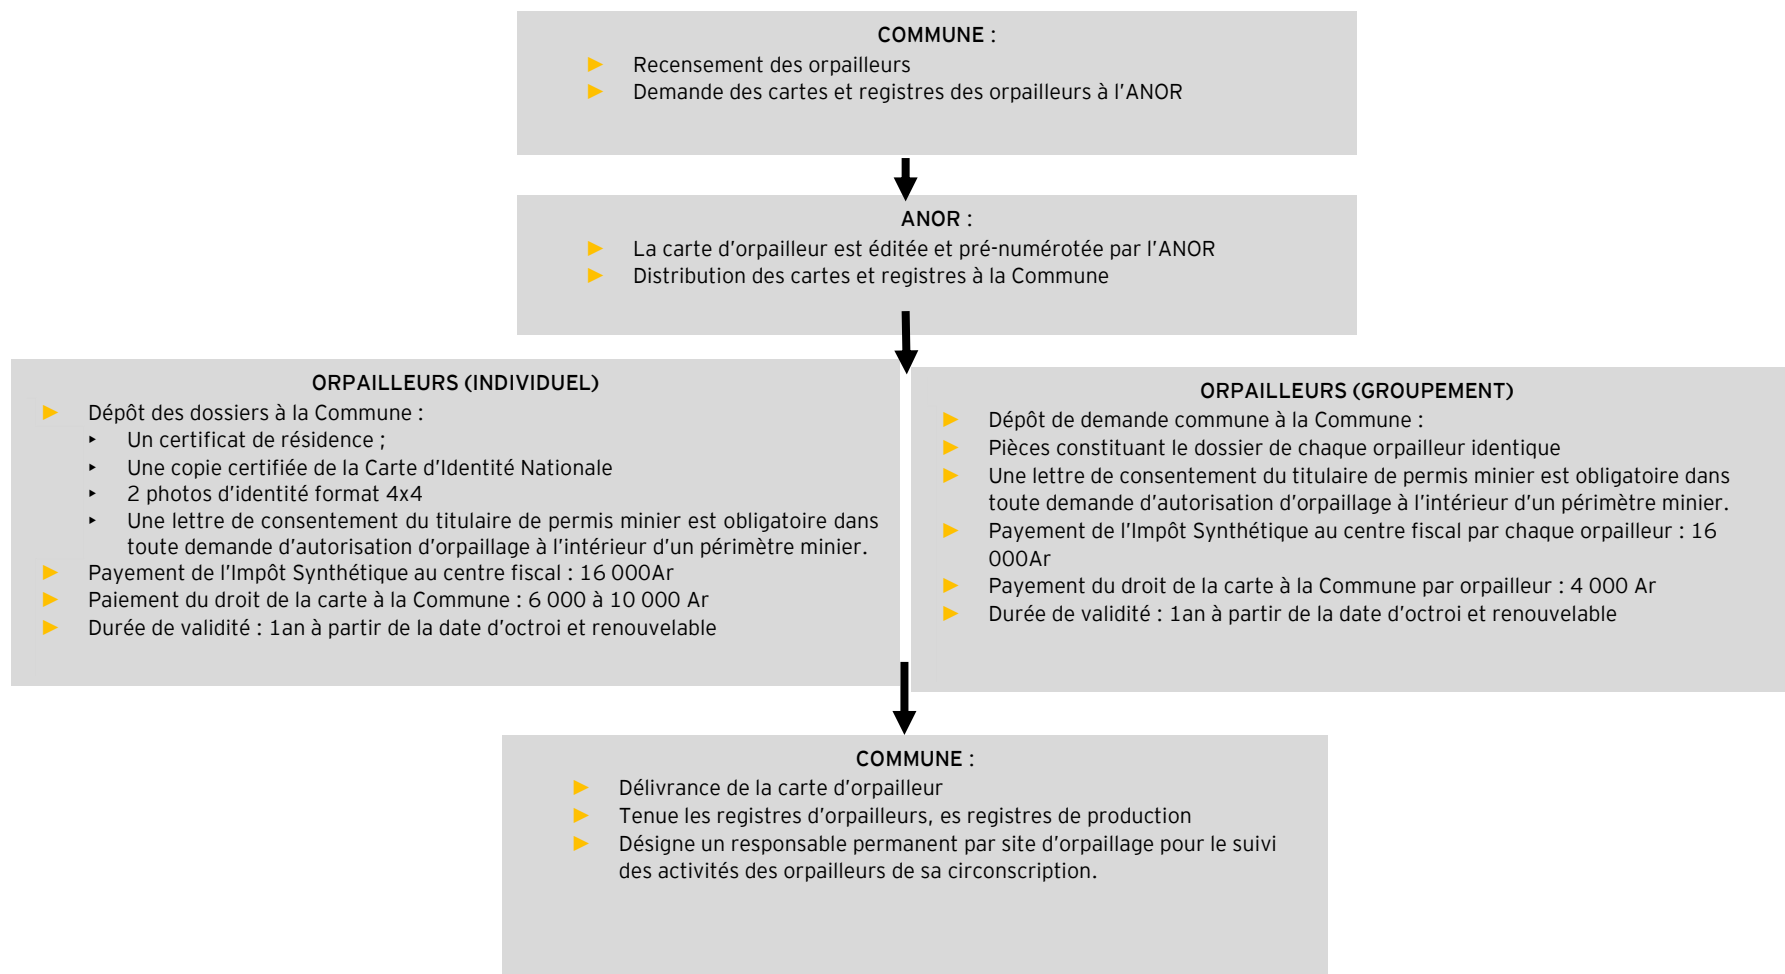 COMMUNE :
► Recensement des orpailleurs
► Demande des cartes et registres des orpailleurs à l’ANOR
ANOR :
► La carte d’orpailleur est éditée et pré-numérotée par l’ANOR
► Distribution des cartes et registres à la Commune
ORPAILLEURS (INDIVIDUEL)
► Dépôt des dossiers à la Commune :
‣ Un certificat de résidence ;
‣ Une copie certifiée de la Carte d’Identité Nationale
‣ 2 photos d’identité format 4x4
‣ Une lettre de consentement du titulaire de permis minier est obligatoire dans
toute demande d’autorisation d’orpaillage à l’intérieur d’un périmètre minier.
► Payement de l’Impôt Synthétique au centre fiscal : 16 000Ar
► Paiement du droit de la carte à la Commune : 6 000 à 10 000 Ar
► Durée de validité : 1an à partir de la date d’octroi et renouvelable
ORPAILLEURS (GROUPEMENT)
► Dépôt de demande commune à la Commune :
► Pièces constituant le dossier de chaque orpailleur identique
► Une lettre de consentement du titulaire de permis minier est obligatoire dans
toute demande d’autorisation d’orpaillage à l’intérieur d’un périmètre minier.
► Payement de l’Impôt Synthétique au centre fiscal par chaque orpailleur : 16
000Ar
► Payement du droit de la carte à la Commune par orpailleur : 4 000 Ar
► Durée de validité : 1an à partir de la date d’octroi et renouvelable
COMMUNE :
► Délivrance de la carte d’orpailleur
► Tenue les registres d’orpailleurs, es registres de production
► Désigne un responsable permanent par site d’orpaillage pour le suivi
des activités des orpailleurs de sa circonscription.